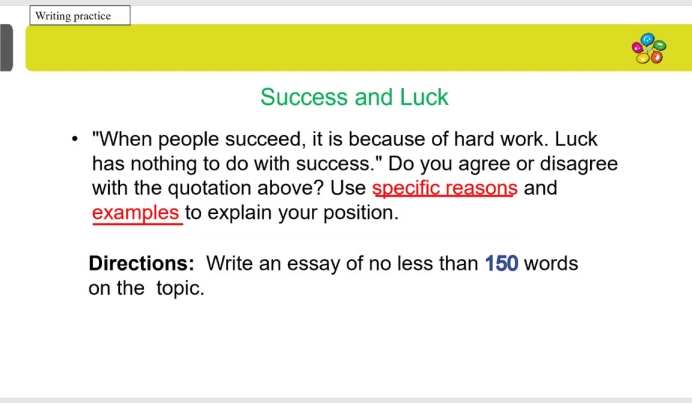 Writing practice
Success and Luck
• "When people succeed, it is because of hard work. Luck
has nothing to do with success." Do you agree or disagree
with the quotation above? Use specific reasons and
examples to explain your position.
Directions: Write an essay of no less than 150 words
on the topic.